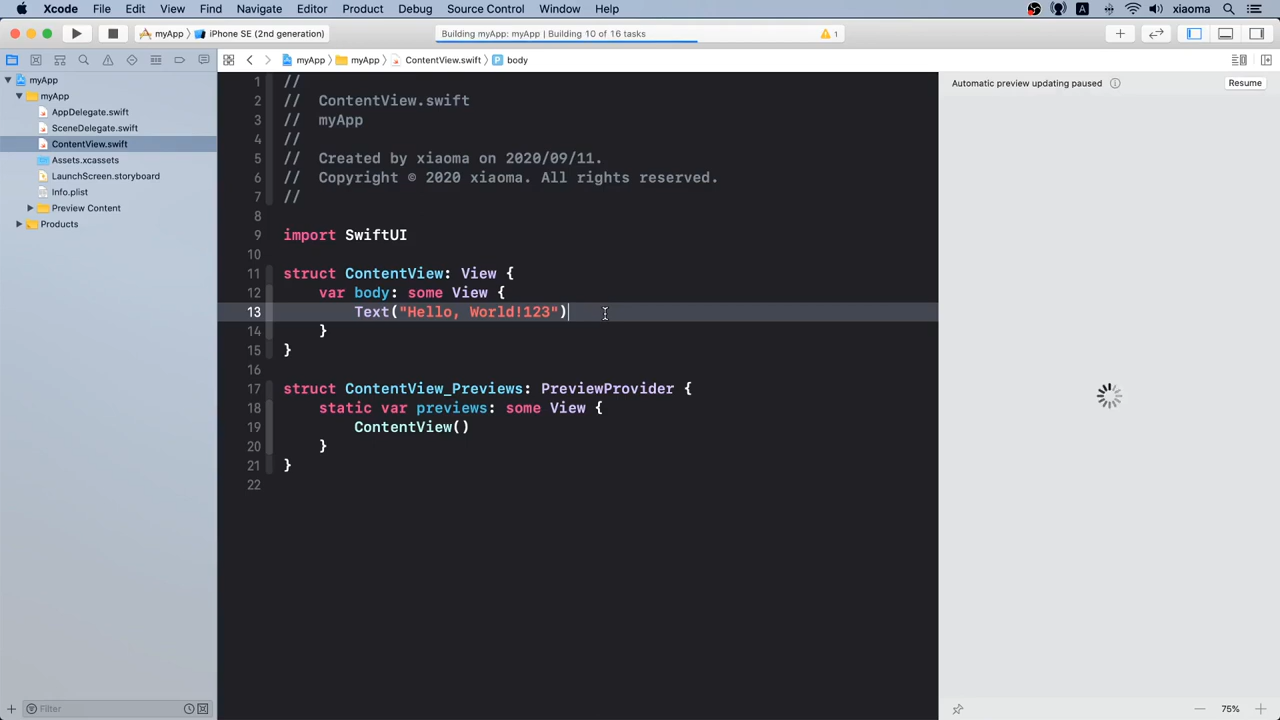 Xcode File Edit View Find Navigate Editor Product Debug Source Control Window Help A xiaoma
myApp iPhone SE (2nd generation) Building myApp: myApp | Building 10 of 16 tasks 1
myApp myApp ContentView.swift P body
myApp
myApp
AppDelegate.swift
SceneDelegate.swift
ContentView.swift
Assets.xcassets
LaunchScreen.storyboard
Info.plist
Preview Content
Products
Filter
1 //
2 // ContentView.swift
3 // myApp
4 //
5 // Created by xiaoma on 2020/09/11.
6 // Copyright © 2020 xiaoma. All rights reserved.
7 //
8
9 import SwiftUI
10
11 struct ContentView: View {
12 var body: some View {
13 Text("Hello, World!123")
14 }
15 }
16
17 struct ContentView_Previews: PreviewProvider {
18 static var previews: some View {
19 ContentView()
20 }
21 }
22
Automatic preview updating paused Resume
75%